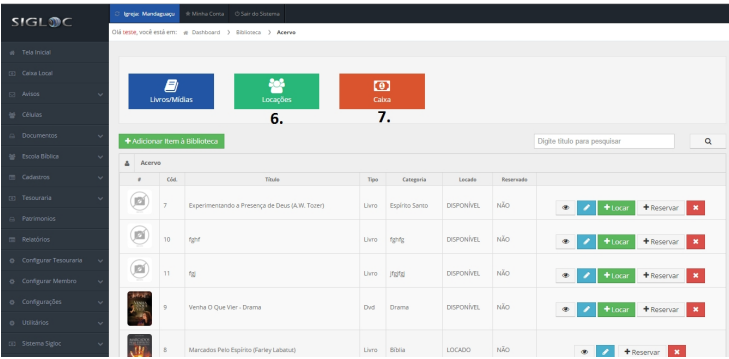 SIGLOC
Igreja: Mandaguaçu
Minha Conta
Sair do Sistema
Olá teste, você está em: Dashboard > Biblioteca > Acervo
Tela Inicial
Caixa Local
Avisos
Células
Documentos
Escola Bíblica
Cadastros
Tesouraria
Patrimonios
Relatórios
Configurar Tesouraria
Configurar Membro
Configurações
Utilitários
Sistema Sigloc
Livros/Mídias
Locações
Caixa
6.
7.
+Adicionar Item à Biblioteca
Digite título para pesquisar
Acervo
# Cód. Título Tipo Categoria Locado Reservado
7 Experimentando a Presença de Deus (A.W. Tozer) Livro Espírito Santo DISPONÍVEL NÃO +Locar +Reservar
10 fghf Livro fghfg DISPONÍVEL NÃO +Locar +Reservar
11 fgj Livro jfgjfgj DISPONÍVEL NÃO +Locar +Reservar
9 Venha O Que Vier - Drama Dvd Drama DISPONÍVEL NÃO +Locar +Reservar
8 Marcados Pelo Espírito (Farley Labatut) Livro Bíblia LOCADO NÃO +Reservar